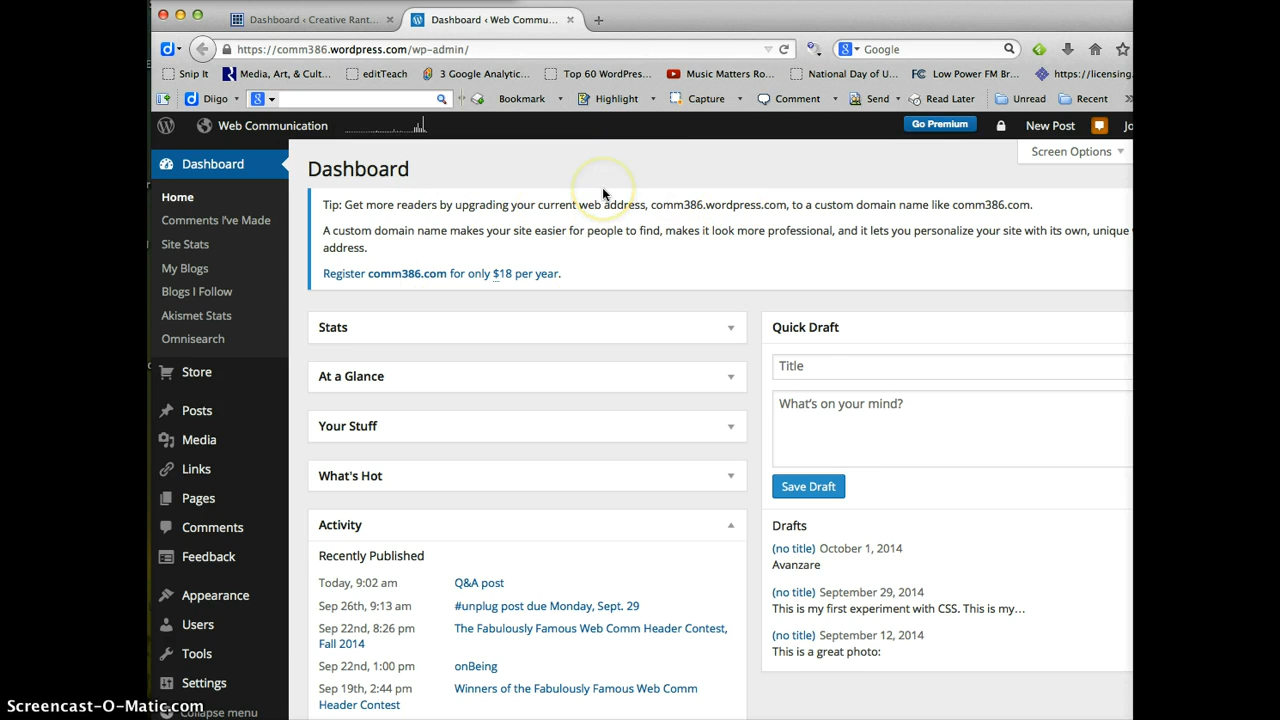 Dashboard ‹ Creative Rant...
Dashboard ‹ Web Commu...
https://comm386.wordpress.com/wp-admin/
Google
Snip It
Media, Art, & Cult...
editTeach
3 Google Analytic...
Top 60 WordPres...
Music Matters Ro...
National Day of U...
Low Power FM Br...
https://licensing.
Diigo
Bookmark
Highlight
Capture
Comment
Send
Read Later
Unread
Recent
Web Communication
Go Premium
New Post
Jo
Dashboard
Home
Comments I've Made
Site Stats
My Blogs
Blogs I Follow
Akismet Stats
Omnisearch
Store
Posts
Media
Links
Pages
Comments
Feedback
Appearance
Users
Tools
Settings
Collapse menu
Screen Options
Dashboard
Tip: Get more readers by upgrading your current web address, comm386.wordpress.com, to a custom domain name like comm386.com.
A custom domain name makes your site easier for people to find, makes it look more professional, and it lets you personalize your site with its own, unique w
address.
Register comm386.com for only $18 per year.
Stats
At a Glance
Your Stuff
What's Hot
Activity
Recently Published
Today, 9:02 am Q&A post
Sep 26th, 9:13 am #unplug post due Monday, Sept. 29
Sep 22nd, 8:26 pm The Fabulously Famous Web Comm Header Contest,
Fall 2014
Sep 22nd, 1:00 pm onBeing
Sep 19th, 2:44 pm Winners of the Fabulously Famous Web Comm
Header Contest
Quick Draft
Title
What's on your mind?
Save Draft
Drafts
(no title) October 1, 2014
Avanzare
(no title) September 29, 2014
This is my first experiment with CSS. This is my…
(no title) September 12, 2014
This is a great photo:
Screencast-O-Matic.com